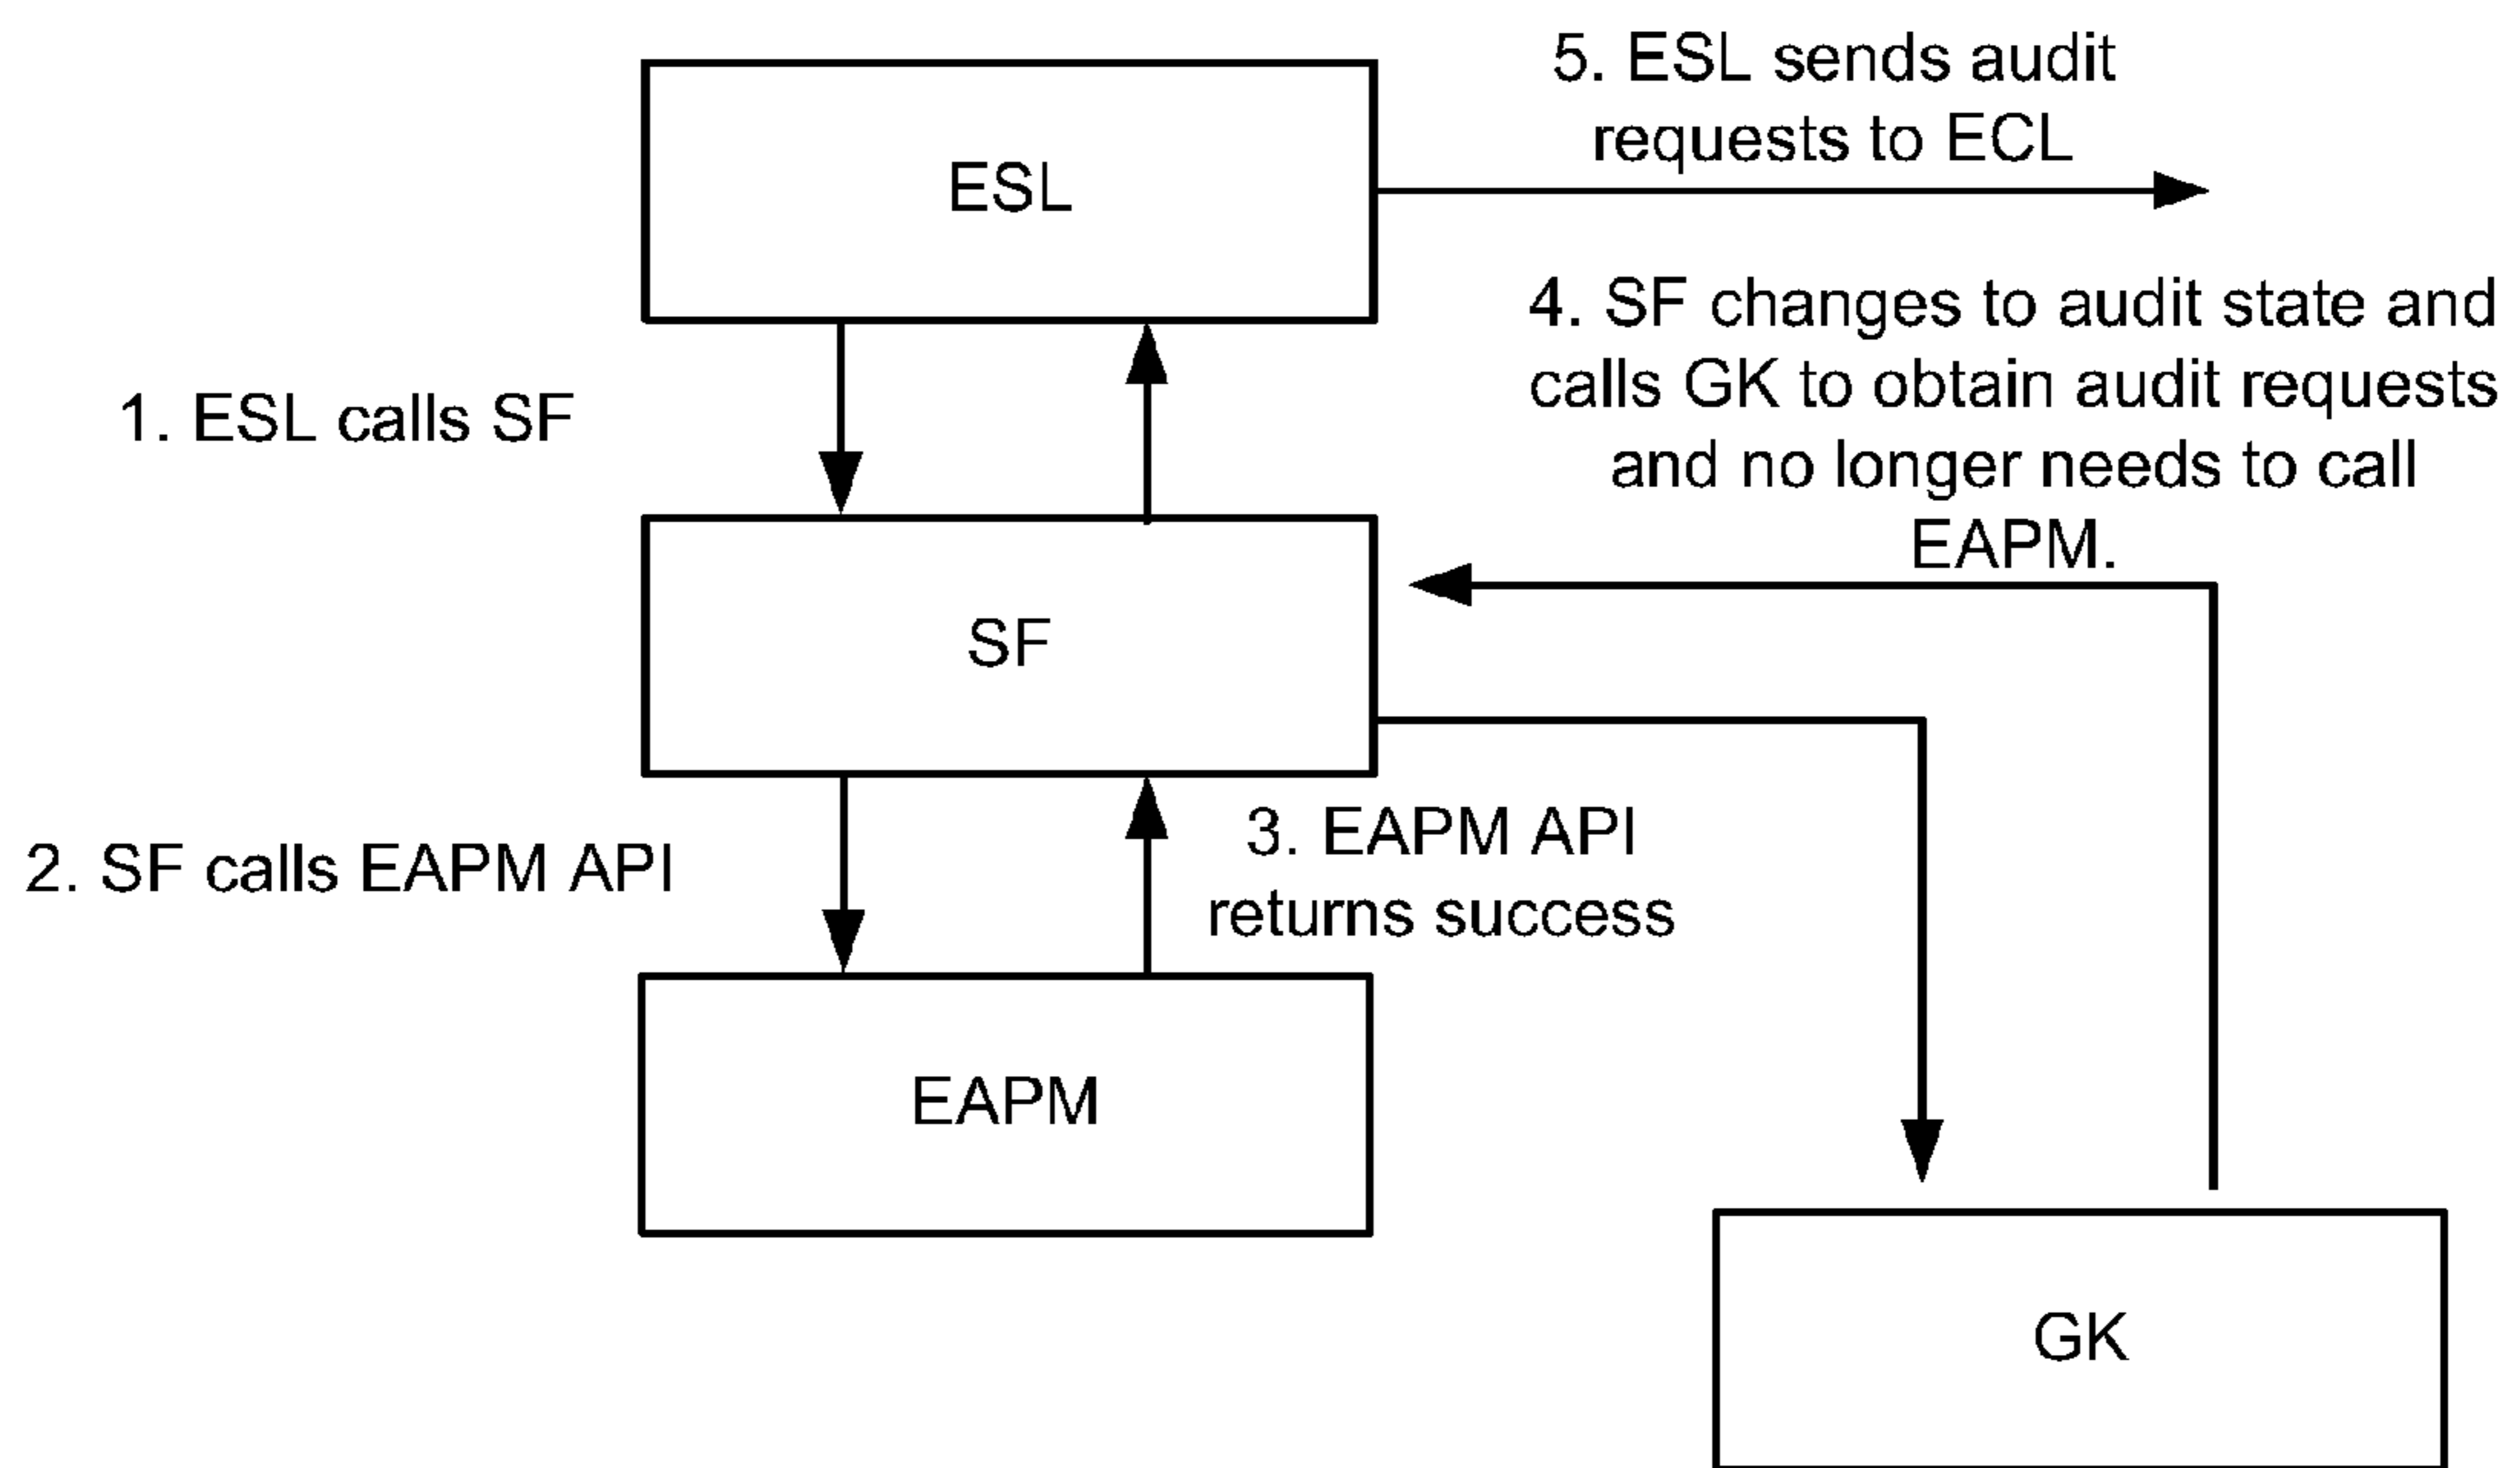 5. ESL sends audit
requests to ECL
ESL
4. SF changes to audit state and
calls GK to obtain audit requests
and no longer needs to call
EAPM.
1. ESL calls SF
SF
2. SF calls EAPM API
3. EAPM API
returns success
EAPM
GK